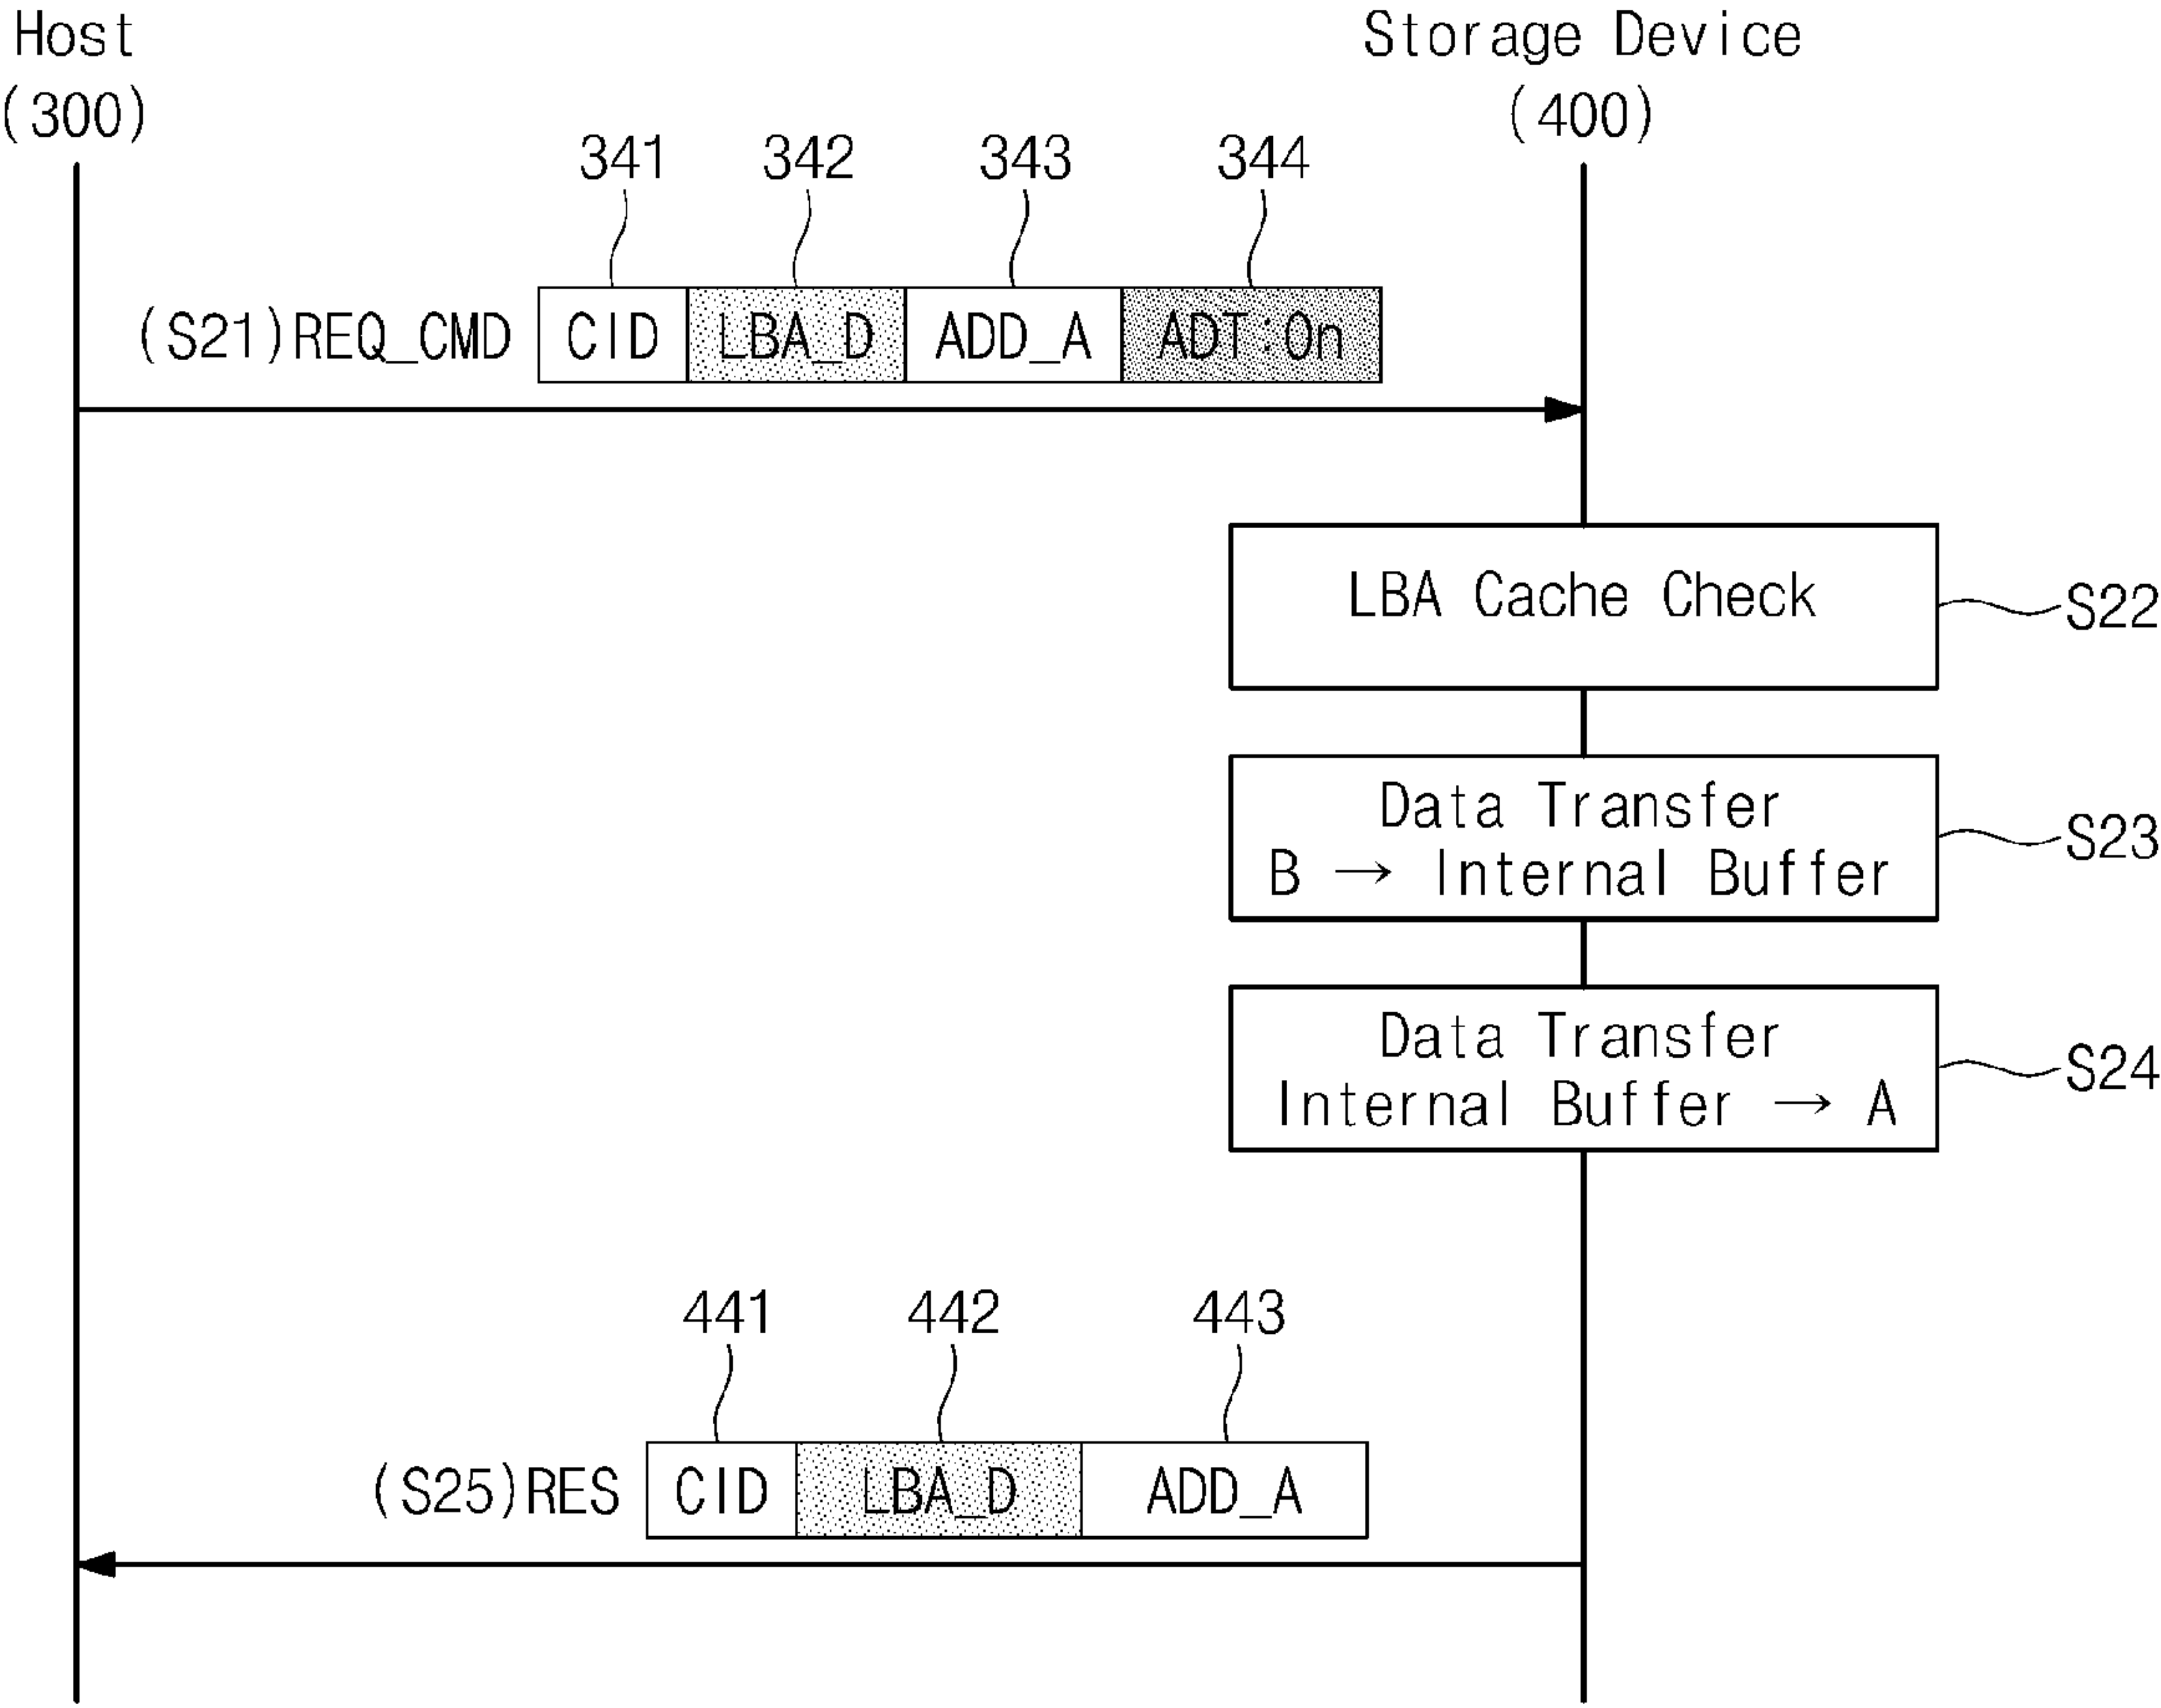 Host
(300)
Storage Device
(400)
341
342
343
344
(S21)REQ_CMD
CID
LBA_D
ADD_A
ADT:On
LBA Cache Check
S22
Data Transfer
B → Internal Buffer
S23
Data Transfer
Internal Buffer → A
S24
441
442
443
(S25)RES
CID
LBA_D
ADD_A